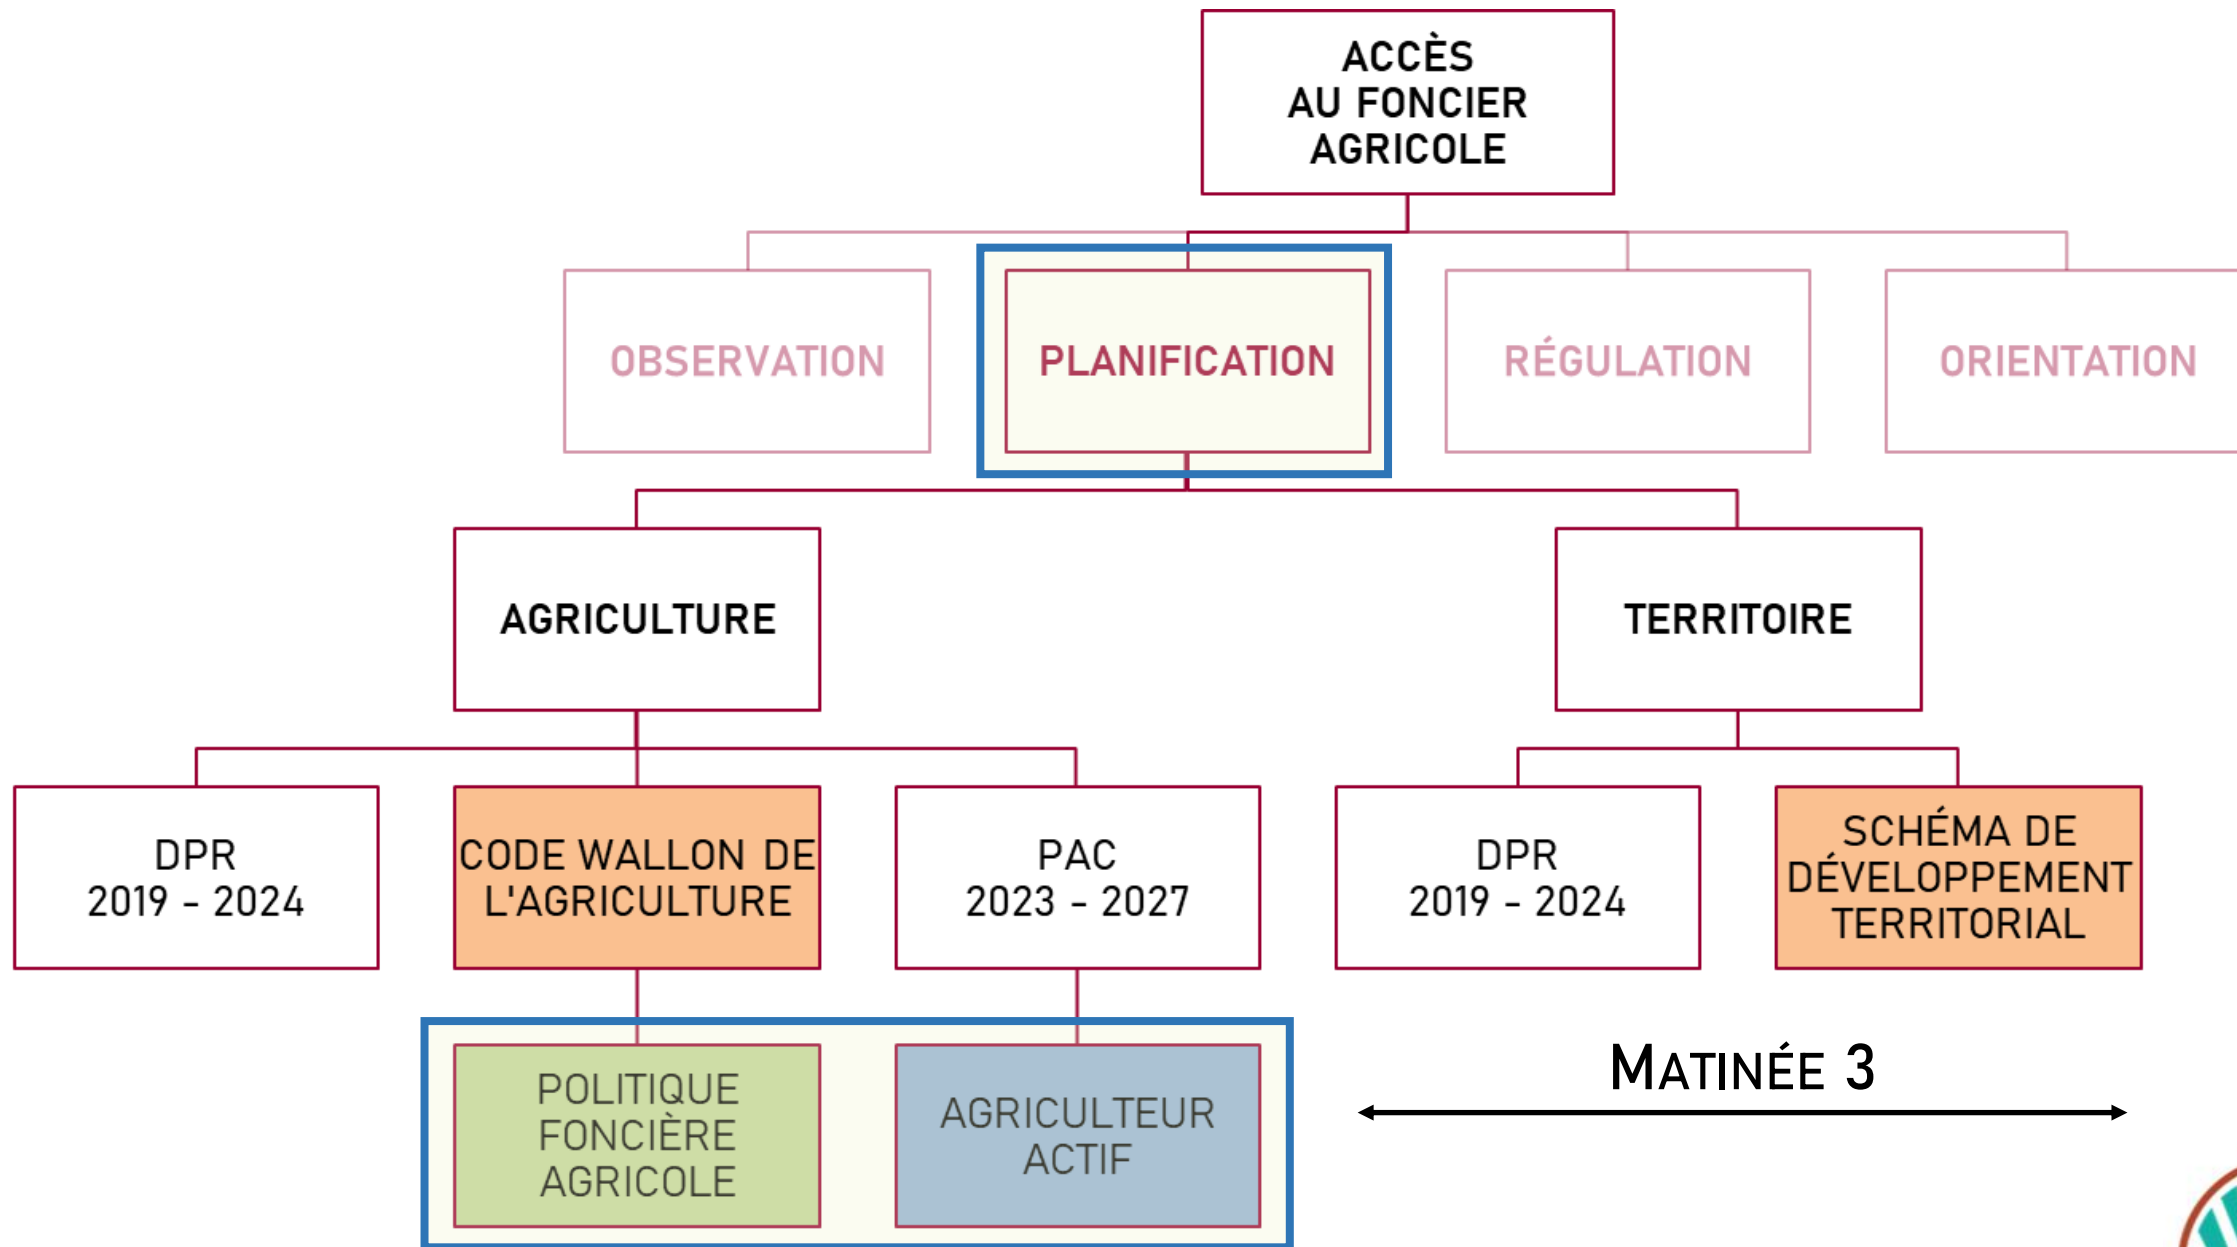 ACCÈS
AU FONCIER
AGRICOLE
OBSERVATION
PLANIFICATION
RÉGULATION
ORIENTATION
AGRICULTURE
TERRITOIRE
DPR
2019 - 2024
CODE WALLON DE
L'AGRICULTURE
PAC
2023 - 2027
DPR
2019 - 2024
SCHÉMA DE
DÉVELOPPEMENT
TERRITORIAL
POLITIQUE
FONCIÈRE
AGRICOLE
AGRICULTEUR
ACTIF
MATINÉE 3